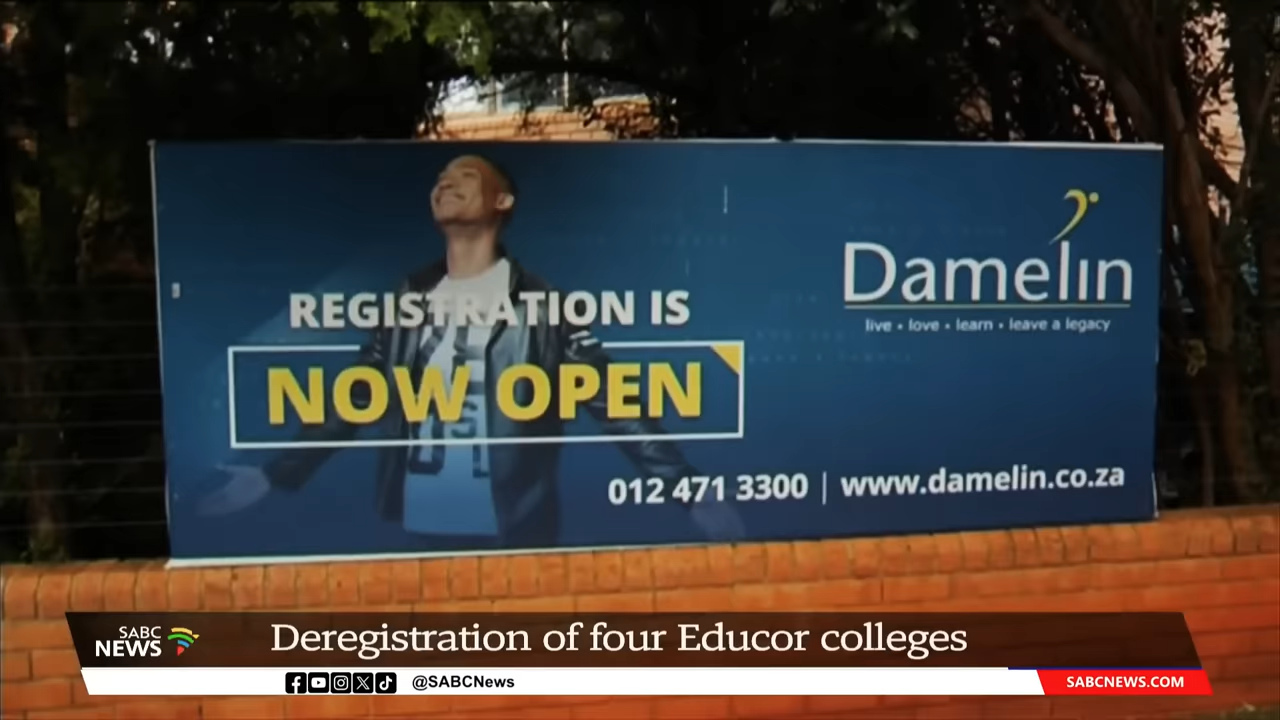 Damelin
live • love • learn • leave a legacy
REGISTRATION IS
NOW OPEN
012 471 3300 | www.damelin.co.za
SABC
NEWS
Deregistration of four Educor colleges
@SABCNews
SABCNEWS.COM